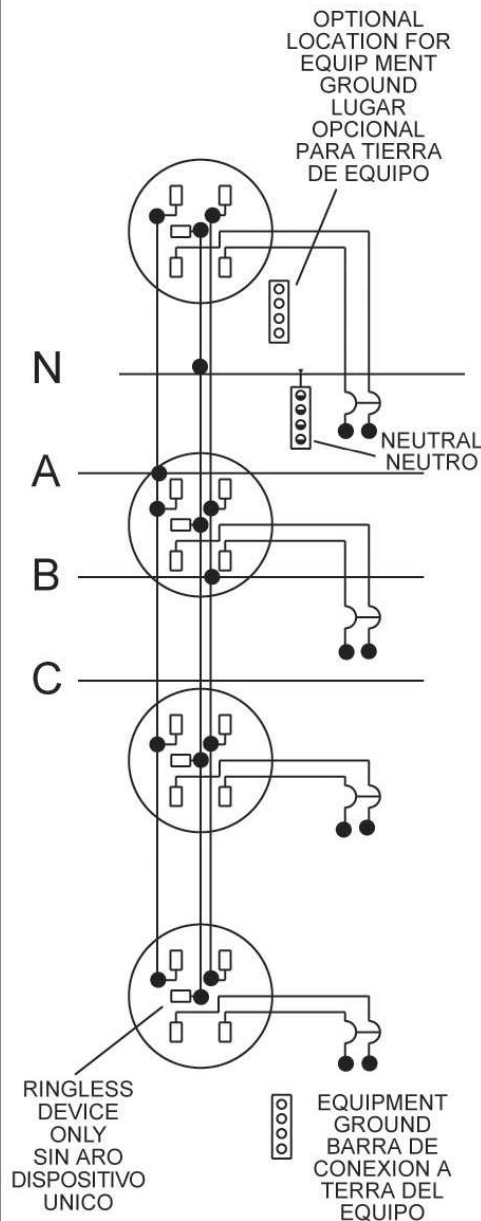 OPTIONAL
LOCATION FOR
EQUIP MENT
GROUND
LUGAR
OPCIONAL
PARA TIERRA
DE EQUIPO
N
NEUTRAL
NEUTRO
A
B
C
RINGLESS
DEVICE
ONLY
SIN ARO
DISPOSITIVO
UNICO
EQUIPMENT
GROUND
BARRA DE
CONEXION A
TERRA DEL
EQUIPO